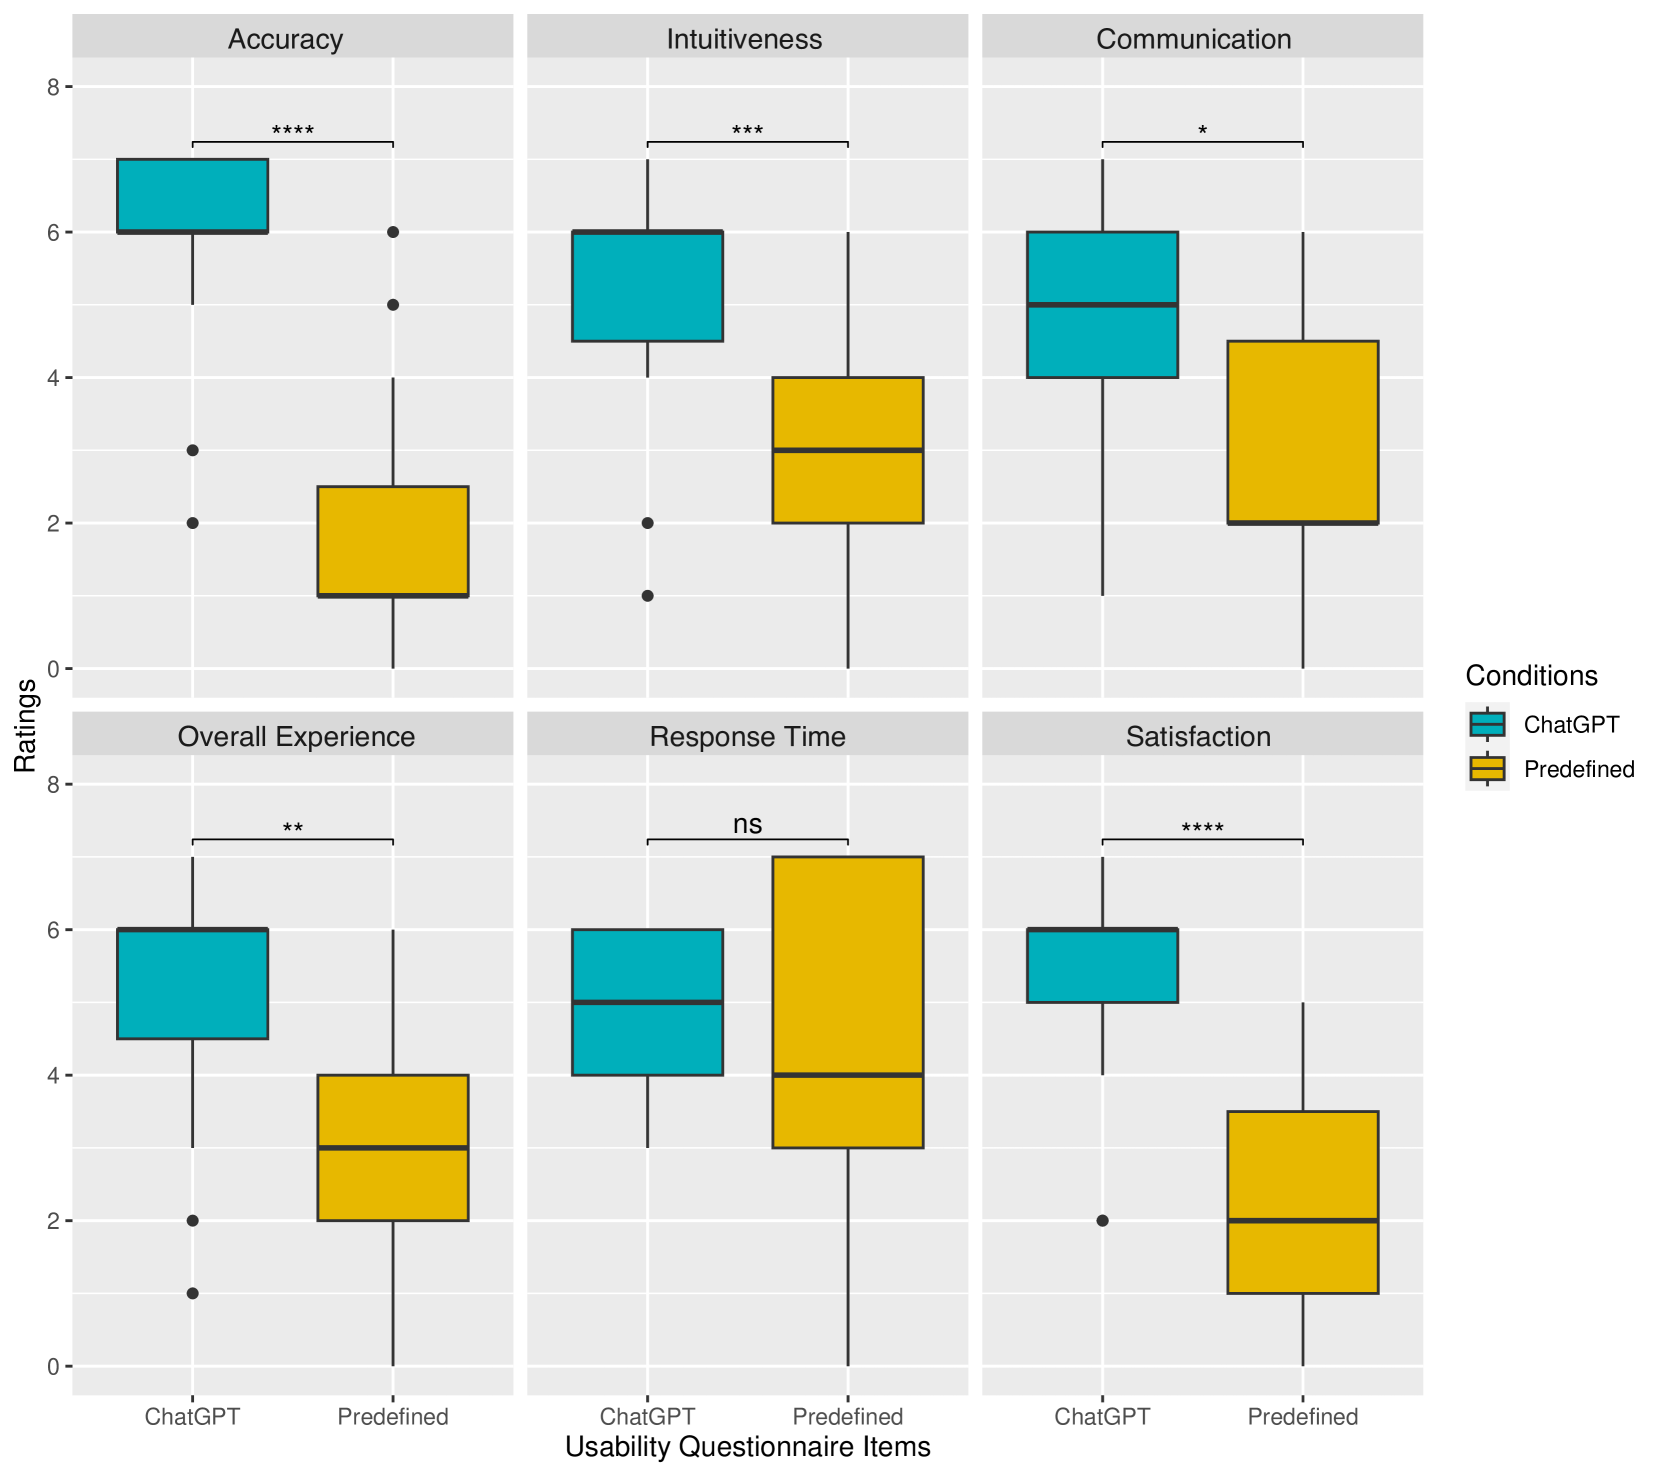 Accuracy
Intuitiveness
Communication
8
6
4
2
0
****
***
*
Ratings
Overall Experience
Response Time
Satisfaction
8
6
4
2
0
**
ns
****
ChatGPT
Predefined
ChatGPT
Predefined
ChatGPT
Predefined
Usability Questionnaire Items
Conditions
ChatGPT
Predefined